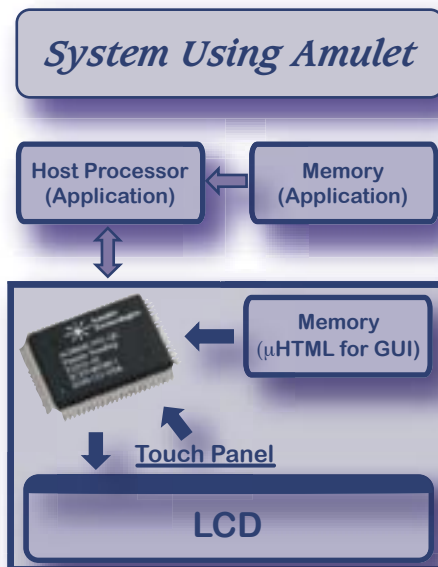 System Using Amulet
Host Processor
(Application)
Memory
(Application)
Memory
(μHTML for GUI)
Touch Panel
LCD